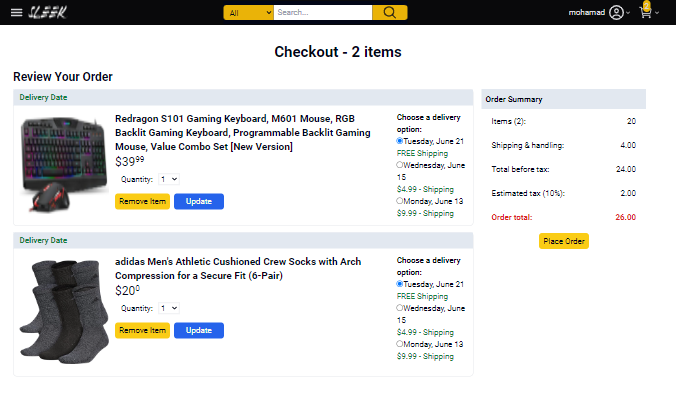 SLEEK
All
Search...
mohamad
2
Checkout - 2 items
Review Your Order
Delivery Date
Redragon S101 Gaming Keyboard, M601 Mouse, RGB
Backlit Gaming Keyboard, Programmable Backlit Gaming
Mouse, Value Combo Set [New Version]
$39⁹⁹
Quantity: 1
Remove Item Update
Choose a delivery
option:
Tuesday, June 21
FREE Shipping
Wednesday, June
15
$4.99 - Shipping
Monday, June 13
$9.99 - Shipping
Delivery Date
adidas Men's Athletic Cushioned Crew Socks with Arch
Compression for a Secure Fit (6-Pair)
$20⁰
Quantity: 1
Remove Item Update
Choose a delivery
option:
Tuesday, June 21
FREE Shipping
Wednesday, June
15
$4.99 - Shipping
Monday, June 13
$9.99 - Shipping
Order Summary
Items (2): 20
Shipping & handling: 4.00
Total before tax: 24.00
Estimated tax (10%): 2.00
Order total: 26.00
Place Order